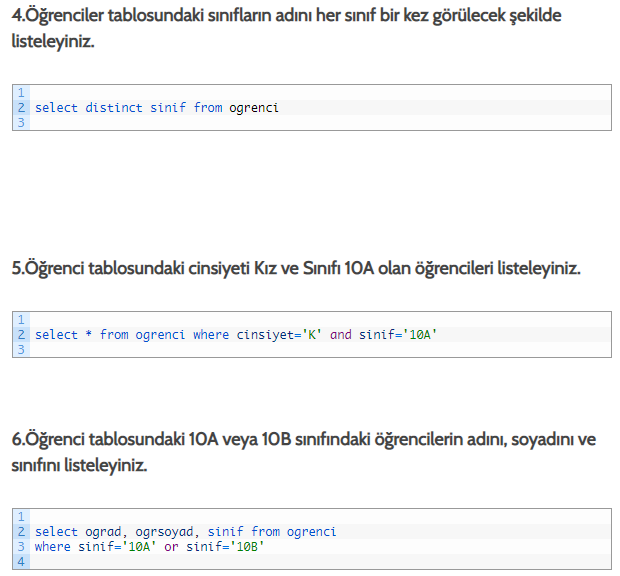 4.Öğrenciler tablosundaki sınıfların adını her sınıf bir kez görülecek şekilde
listeleyiniz.
1
2 select distinct sinif from ogrenci
3
5.Öğrenci tablosundaki cinsiyeti Kız ve Sınıfı 10A olan öğrencileri listeleyiniz.
1
2 select * from ogrenci where cinsiyet='K' and sinif='10A'
3
6.Öğrenci tablosundaki 10A veya 10B sınıfındaki öğrencilerin adını, soyadını ve
sınıfını listeleyiniz.
1
2 select ograd, ogrsoyad, sinif from ogrenci
3 where sinif='10A' or sinif='10B'
4